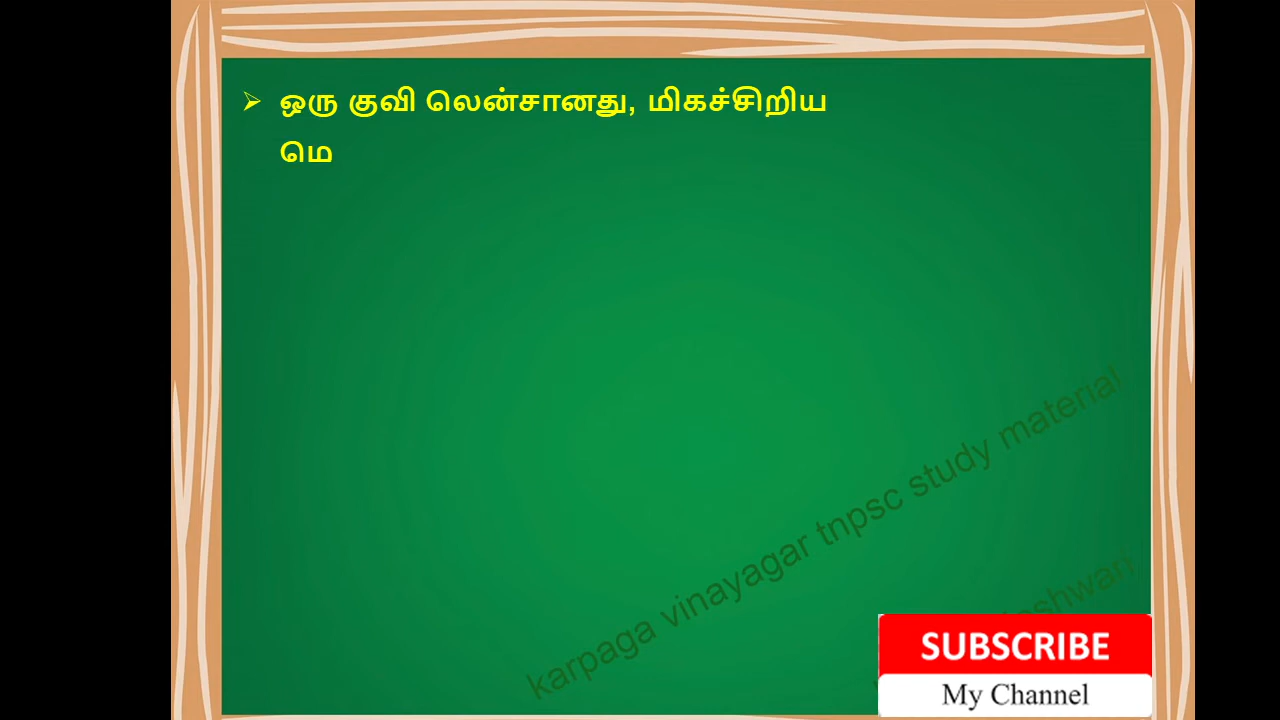 ➢ ஒரு குவி லென்சானது, மிகச்சிறிய
மெ
karpaga vinayagar tnpsc study material
SUBSCRIBE
My Channel